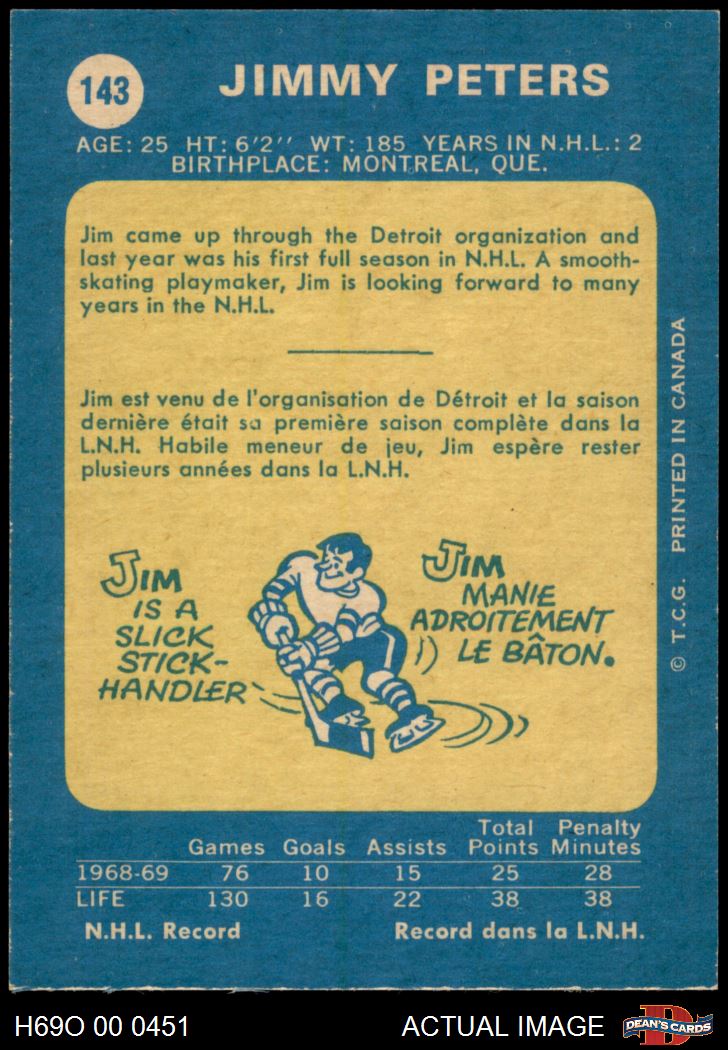 143
JIMMY PETERS
AGE: 25 HT: 6'2'' WT: 185 YEARS IN N.H.L.: 2
BIRTHPLACE: MONTREAL, QUE.
Jim came up through the Detroit organization and
last year was his first full season in N.H.L. A smooth-
skating playmaker, Jim is looking forward to many
years in the N.H.L.
Jim est venu de l'organisation de Détroit et la saison
dernière était sa première saison complète dans la
L.N.H. Habile meneur de jeu, Jim espère rester
plusieurs années dans la L.N.H.
JIM
IS A
SLICK
STICK-
HANDLER
JIM
MANIE
ADROITEMENT
LE BÂTON.
© T.C.G. PRINTED IN CANADA
Total Penalty
Games Goals Assists Points Minutes
1968-69 76 10 15 25 28
LIFE 130 16 22 38 38
N.H.L. Record Record dans la L.N.H.
H69O 00 0451 ACTUAL IMAGE D DEAN'S CARDS